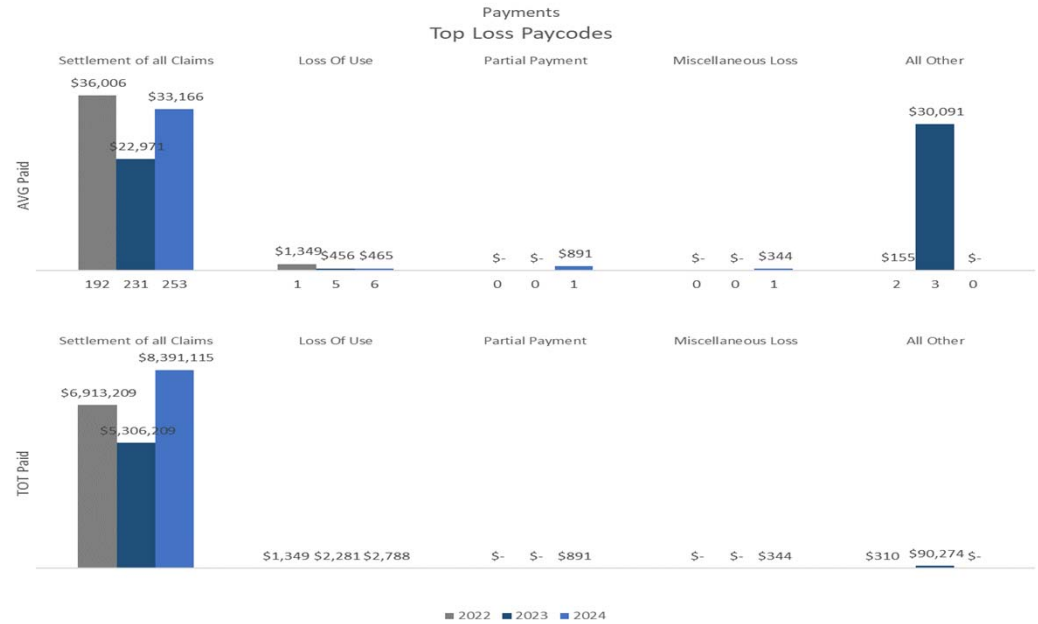 Payments
Top Loss Paycodes
Settlement of all Claims Loss Of Use Partial Payment Miscellaneous Loss All Other
$36,006 $22,971 $33,166 $1,349 $456 $465 $- $- $891 $- $- $344 $155 $30,091 $-
AVG Paid
192 231 253 1 5 6 0 0 1 0 0 1 2 3 0
Settlement of all Claims Loss Of Use Partial Payment Miscellaneous Loss All Other
$6,913,209 $5,306,209 $8,391,115 $1,349 $2,281 $2,788 $- $- $891 $- $- $344 $310 $90,274 $-
TOT Paid
2022 2023 2024